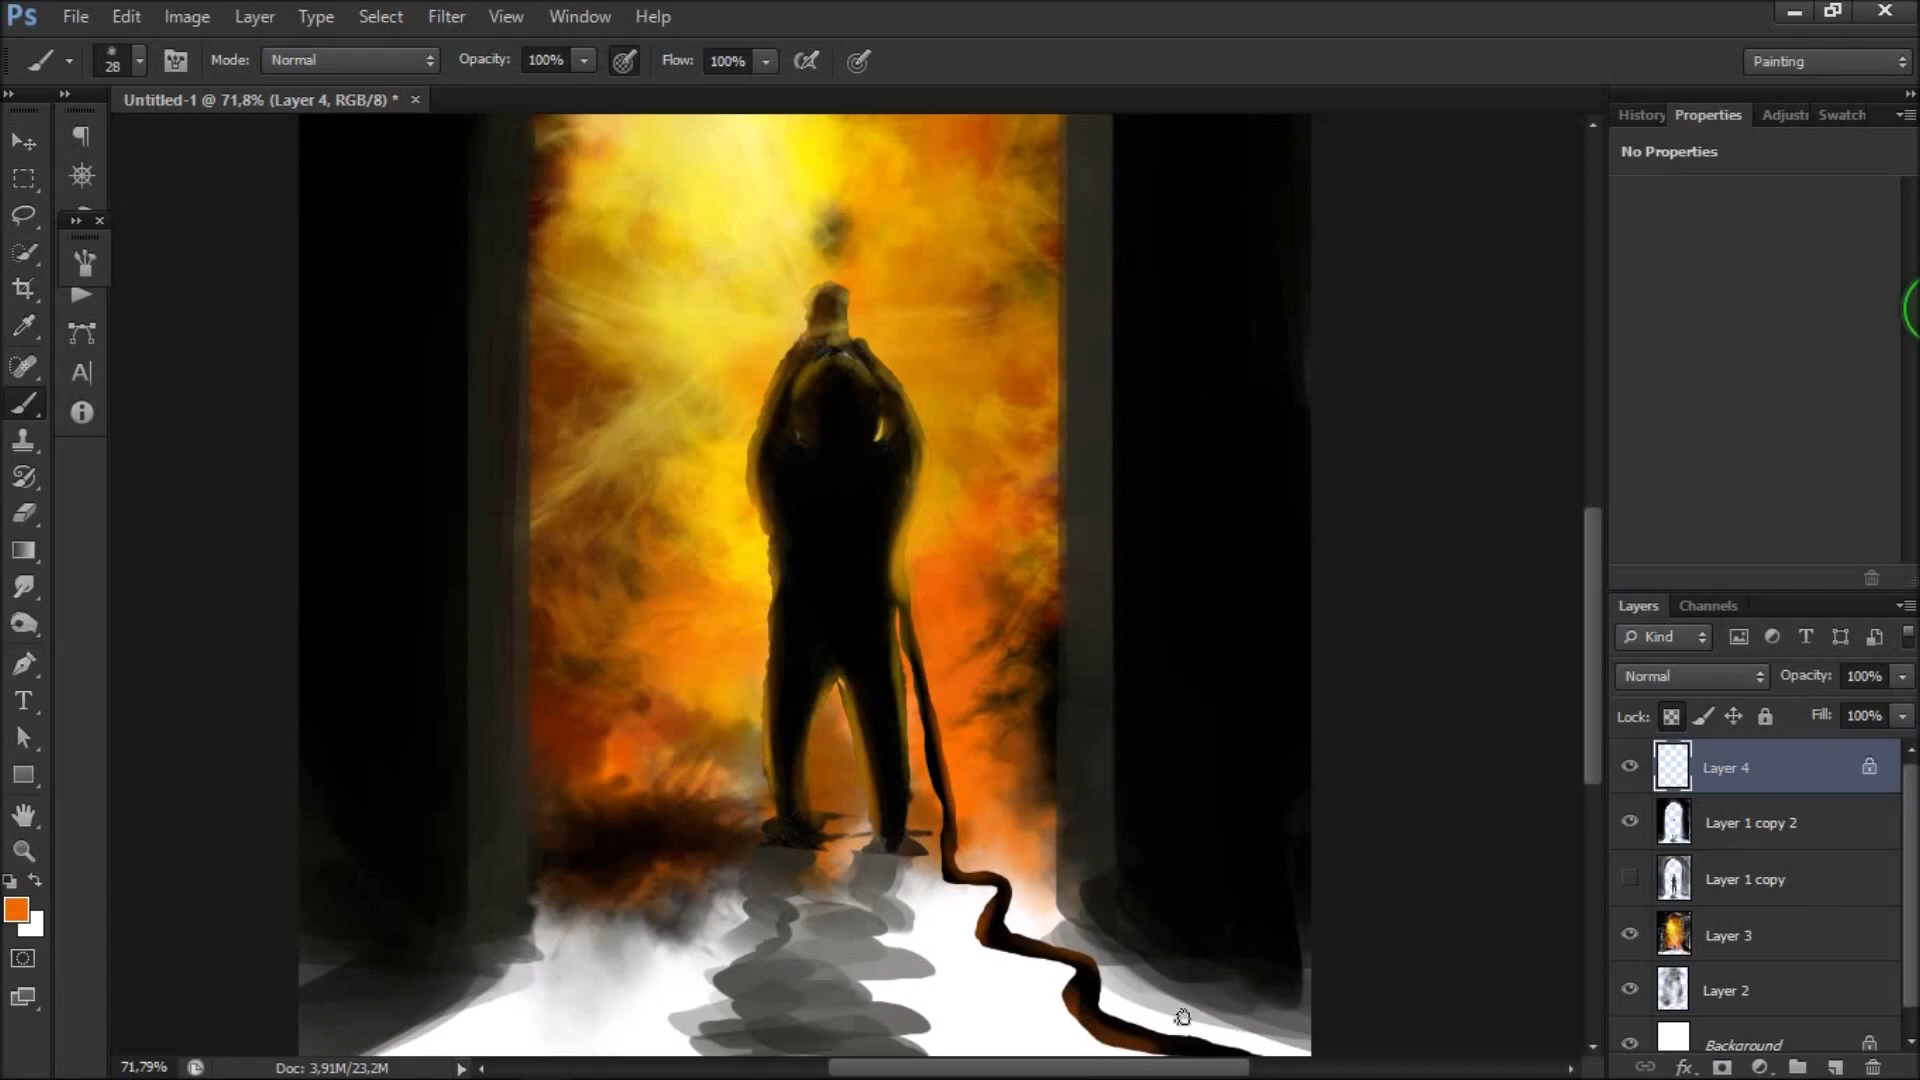 Ps File Edit Image Layer Type Select Filter View Window Help
28 Mode: Normal Opacity: 100% Flow: 100% Painting
Untitled-1 @ 71,8% (Layer 4, RGB/8) * ×
History Properties Adjusti Swatch
No Properties
Layers Channels
Kind
Normal Opacity: 100%
Lock: Fill: 100%
Layer 4
Layer 1 copy 2
Layer 1 copy
Layer 3
Layer 2
Background
71,79% Doc: 3,91M/23,2M